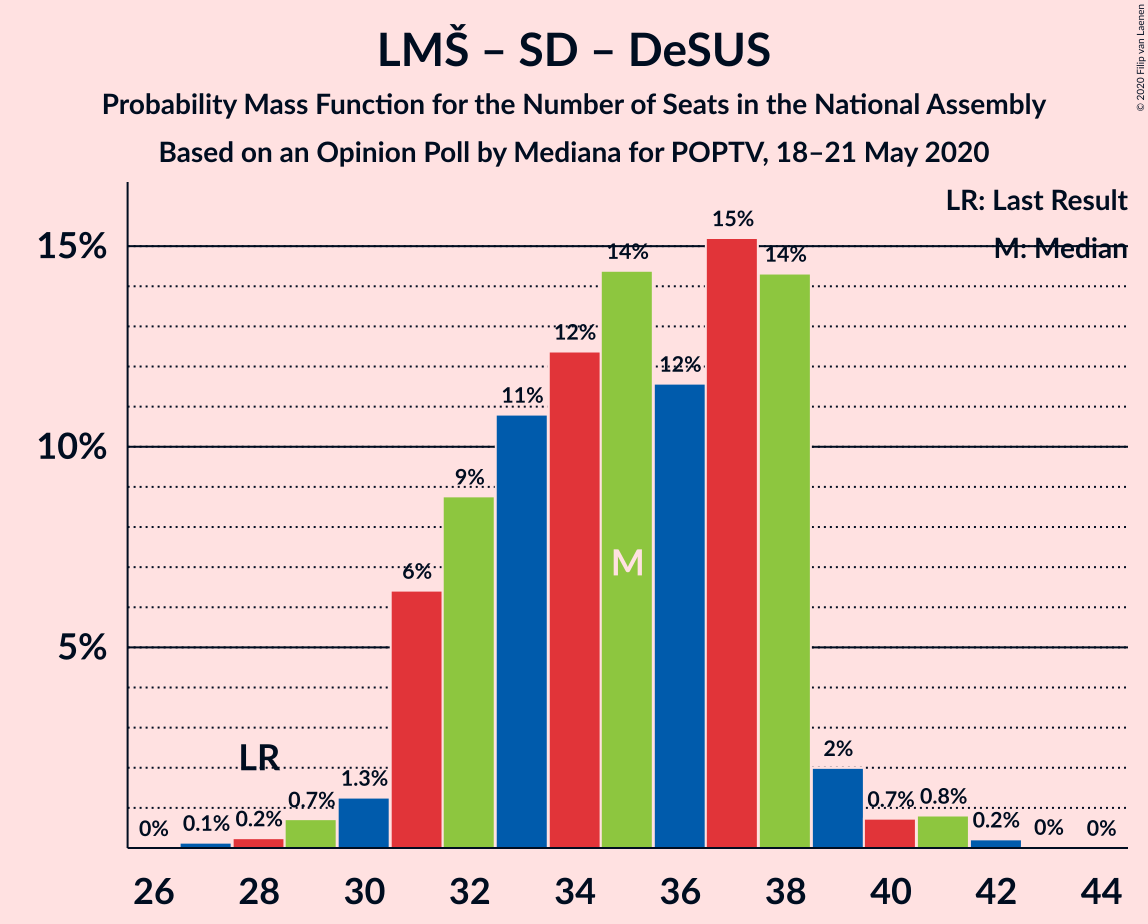 LMŠ – SD – DeSUS
Probability Mass Function for the Number of Seats in the National Assembly
Based on an Opinion Poll by Mediana for POPTV, 18–21 May 2020
© 2020 Filip van Laenen
LR: Last Result
M: Median
15%
10%
5%
0%
0.1%
0.2%
0.7%
1.3%
6%
9%
11%
12%
14%
12%
15%
14%
2%
0.7%
0.8%
0.2%
0%
0%
LR
M
26 28 30 32 34 36 38 40 42 44